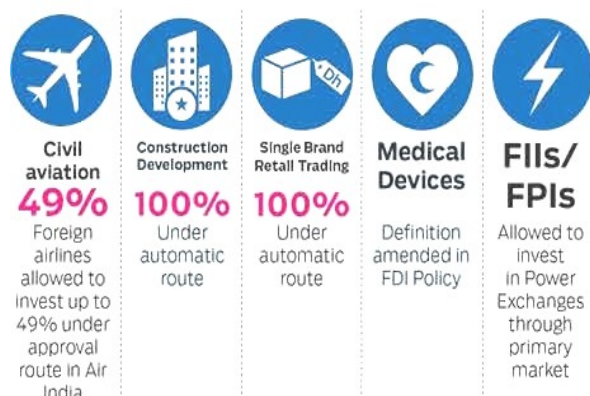 Dh
Civil
aviation
49%
Foreign
airlines
allowed to
invest up to
49% under
approval
route in Air
India
Construction
Development
100%
Under
automatic
route
Single Brand
Retail Trading
100%
Under
automatic
route
Medical
Devices
Definition
amended in
FDI Policy
FIIs/
FPIs
Allowed to
invest
in Power
Exchanges
through
primary
market